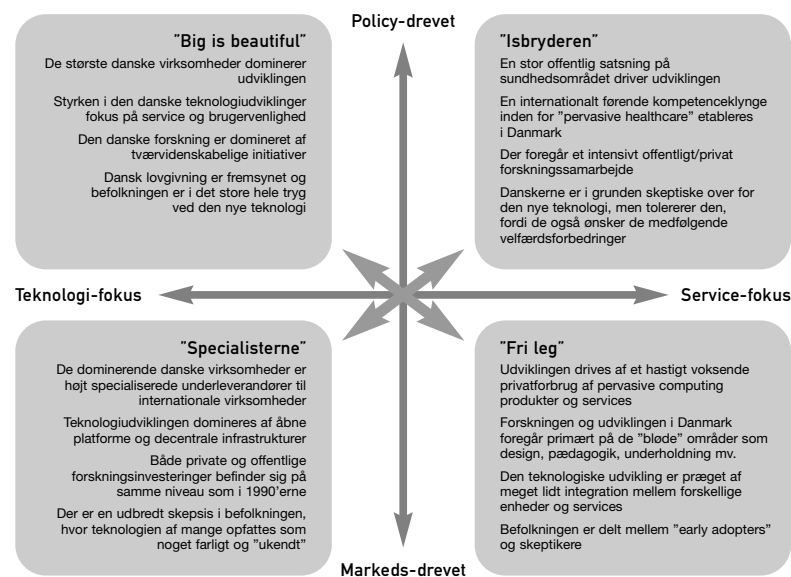 Policy-drevet
"Big is beautiful"
De største danske virksomheder dominerer
udviklingen
Styrken i den danske teknologiudviklinger
fokus på service og brugervenlighed
Den danske forskning er domineret af
tværvidenskabelige initiativer
Dansk lovgivning er fremsynet og
befolkningen er i det store hele tryg
ved den nye teknologi
"Isbryderen"
En stor offentlig satsning på
sundhedsområdet driver udviklingen
En internationalt førende kompetenceklynge
inden for "pervasive healthcare" etableres
i Danmark
Der foregår et intensivt offentligt/privat
forskningssamarbejde
Danskerne er i grunden skeptiske over for
den nye teknologi, men tolererer den,
fordi de også ønsker de medfølgende
velfærdsforbedringer
Teknologi-fokus
Service-fokus
"Specialisterne"
De dominerende danske virksomheder er
højt specialiserede underleverandører til
internationale virksomheder
Teknologiudviklingen domineres af åbne
platforme og decentrale infrastrukturer
Både private og offentlige
forskningsinvesteringer befinder sig på
samme niveau som i 1990'erne
Der er en udbredt skepsis i befolkningen,
hvor teknologien af mange opfattes som
noget farligt og "ukendt"
"Fri leg"
Udviklingen drives af et hastigt voksende
privatforbrug af pervasive computing
produkter og services
Forskningen og udviklingen i Danmark
foregår primært på de "bløde" områder som
design, pædagogik, underholdning mv.
Den teknologiske udvikling er præget af
meget lidt integration mellem forskellige
enheder og services
Befolkningen er delt mellem "early adopters"
og skeptikere
Markeds-drevet